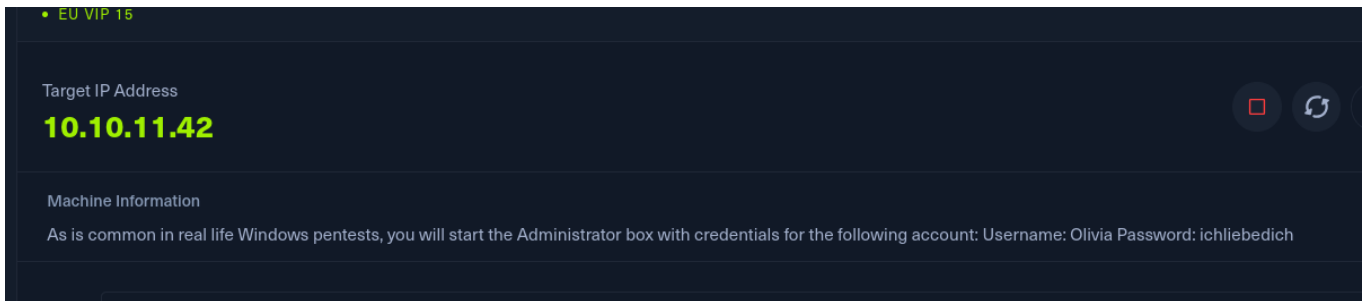 • EU VIP 15
Target IP Address
10.10.11.42
Machine Information
As is common in real life Windows pentests, you will start the Administrator box with credentials for the following account: Username: Olivia Password: ichliebedich